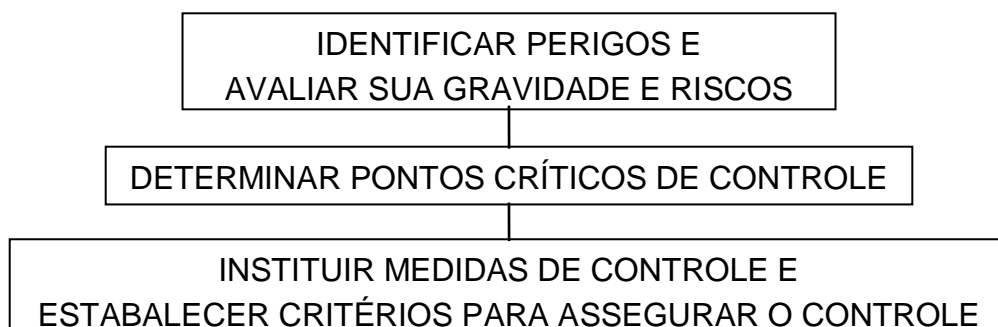 IDENTIFICAR PERIGOS E
AVALIAR SUA GRAVIDADE E RISCOS
DETERMINAR PONTOS CRÍTICOS DE CONTROLE
INSTITUIR MEDIDAS DE CONTROLE E
ESTABALECER CRITÉRIOS PARA ASSEGURAR O CONTROLE